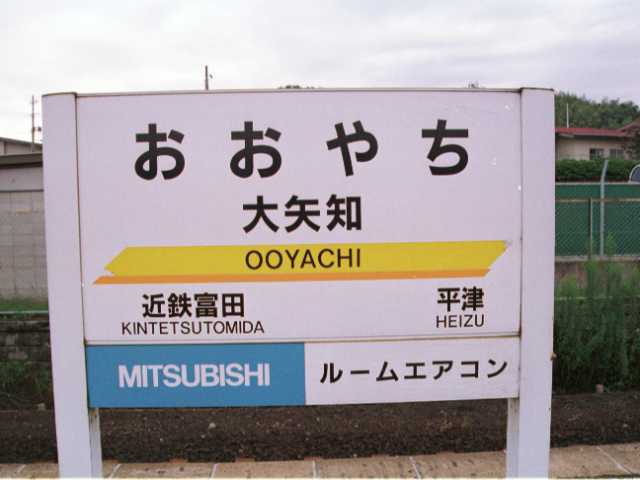 おおやち
大矢知
OOYACHI
近鉄富田 平津
KINTETSUTOMIDA HEIZU
MITSUBISHI ルームエアコン